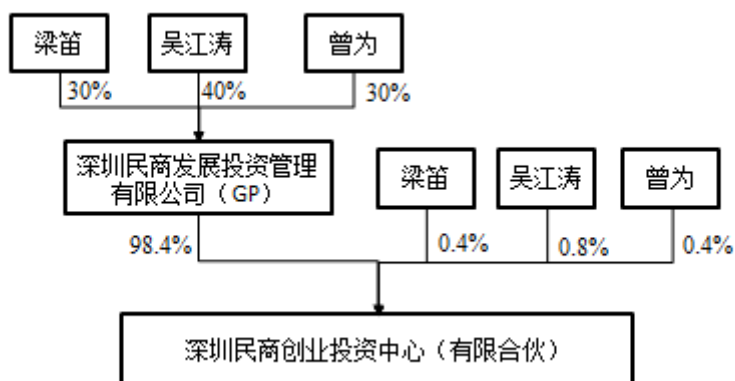 梁笛
吴江涛
曾为
30%
40%
30%
深圳民商发展投资管理
有限公司（GP）
梁笛
吴江涛
曾为
98.4%
0.4%
0.8%
0.4%
深圳民商创业投资中心（有限合伙）